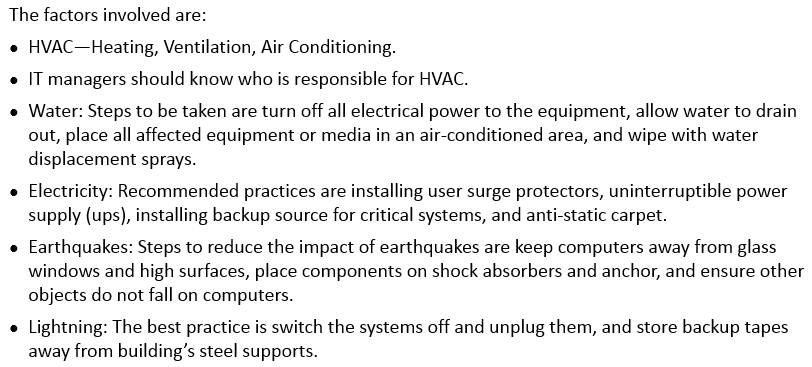 The factors involved are:
• HVAC—Heating, Ventilation, Air Conditioning.
• IT managers should know who is responsible for HVAC.
• Water: Steps to be taken are turn off all electrical power to the equipment, allow water to drain
out, place all affected equipment or media in an air-conditioned area, and wipe with water
displacement sprays.
• Electricity: Recommended practices are installing user surge protectors, uninterruptible power
supply (ups), installing backup source for critical systems, and anti-static carpet.
• Earthquakes: Steps to reduce the impact of earthquakes are keep computers away from glass
windows and high surfaces, place components on shock absorbers and anchor, and ensure other
objects do not fall on computers.
• Lightning: The best practice is switch the systems off and unplug them, and store backup tapes
away from building’s steel supports.